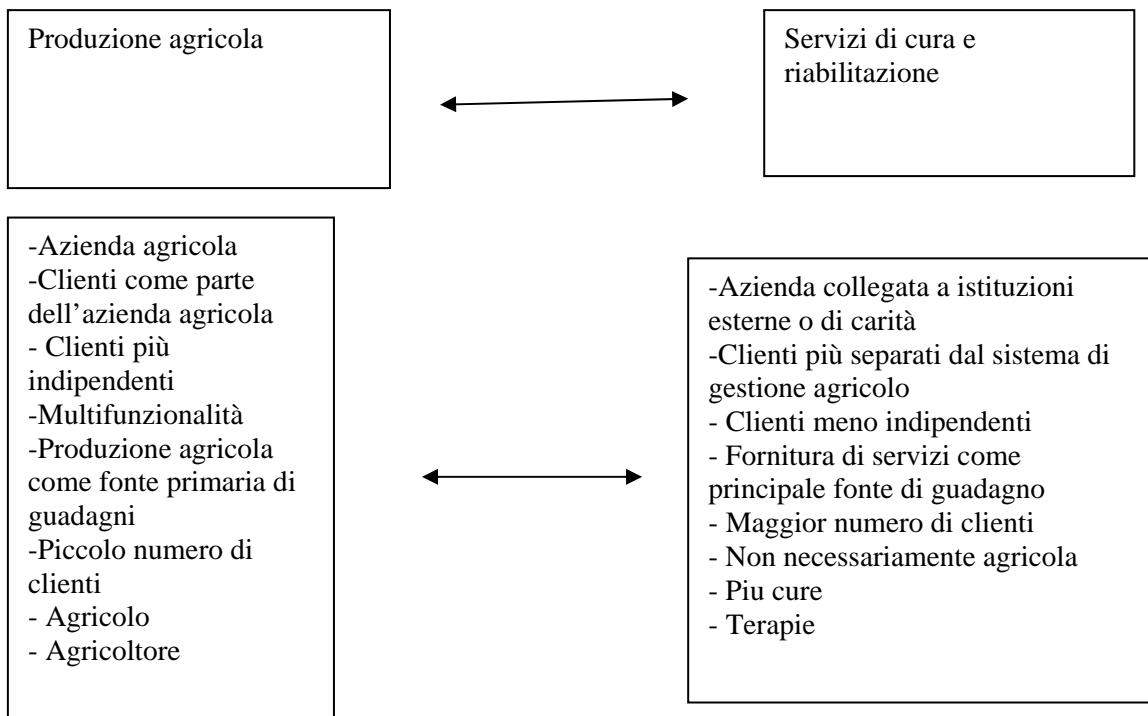 Produzione agricola
Servizi di cura e
riabilitazione
-Azienda agricola
-Clienti come parte
dell’azienda agricola
- Clienti più
indipendenti
-Multifunzionalità
-Produzione agricola
come fonte primaria di
guadagni
-Piccolo numero di
clienti
- Agricolo
- Agricoltore
-Azienda collegata a istituzioni
esterne o di carità
-Clienti più separati dal sistema di
gestione agricolo
- Clienti meno indipendenti
- Fornitura di servizi come
principale fonte di guadagno
- Maggior numero di clienti
- Non necessariamente agricola
- Piu cure
- Terapie